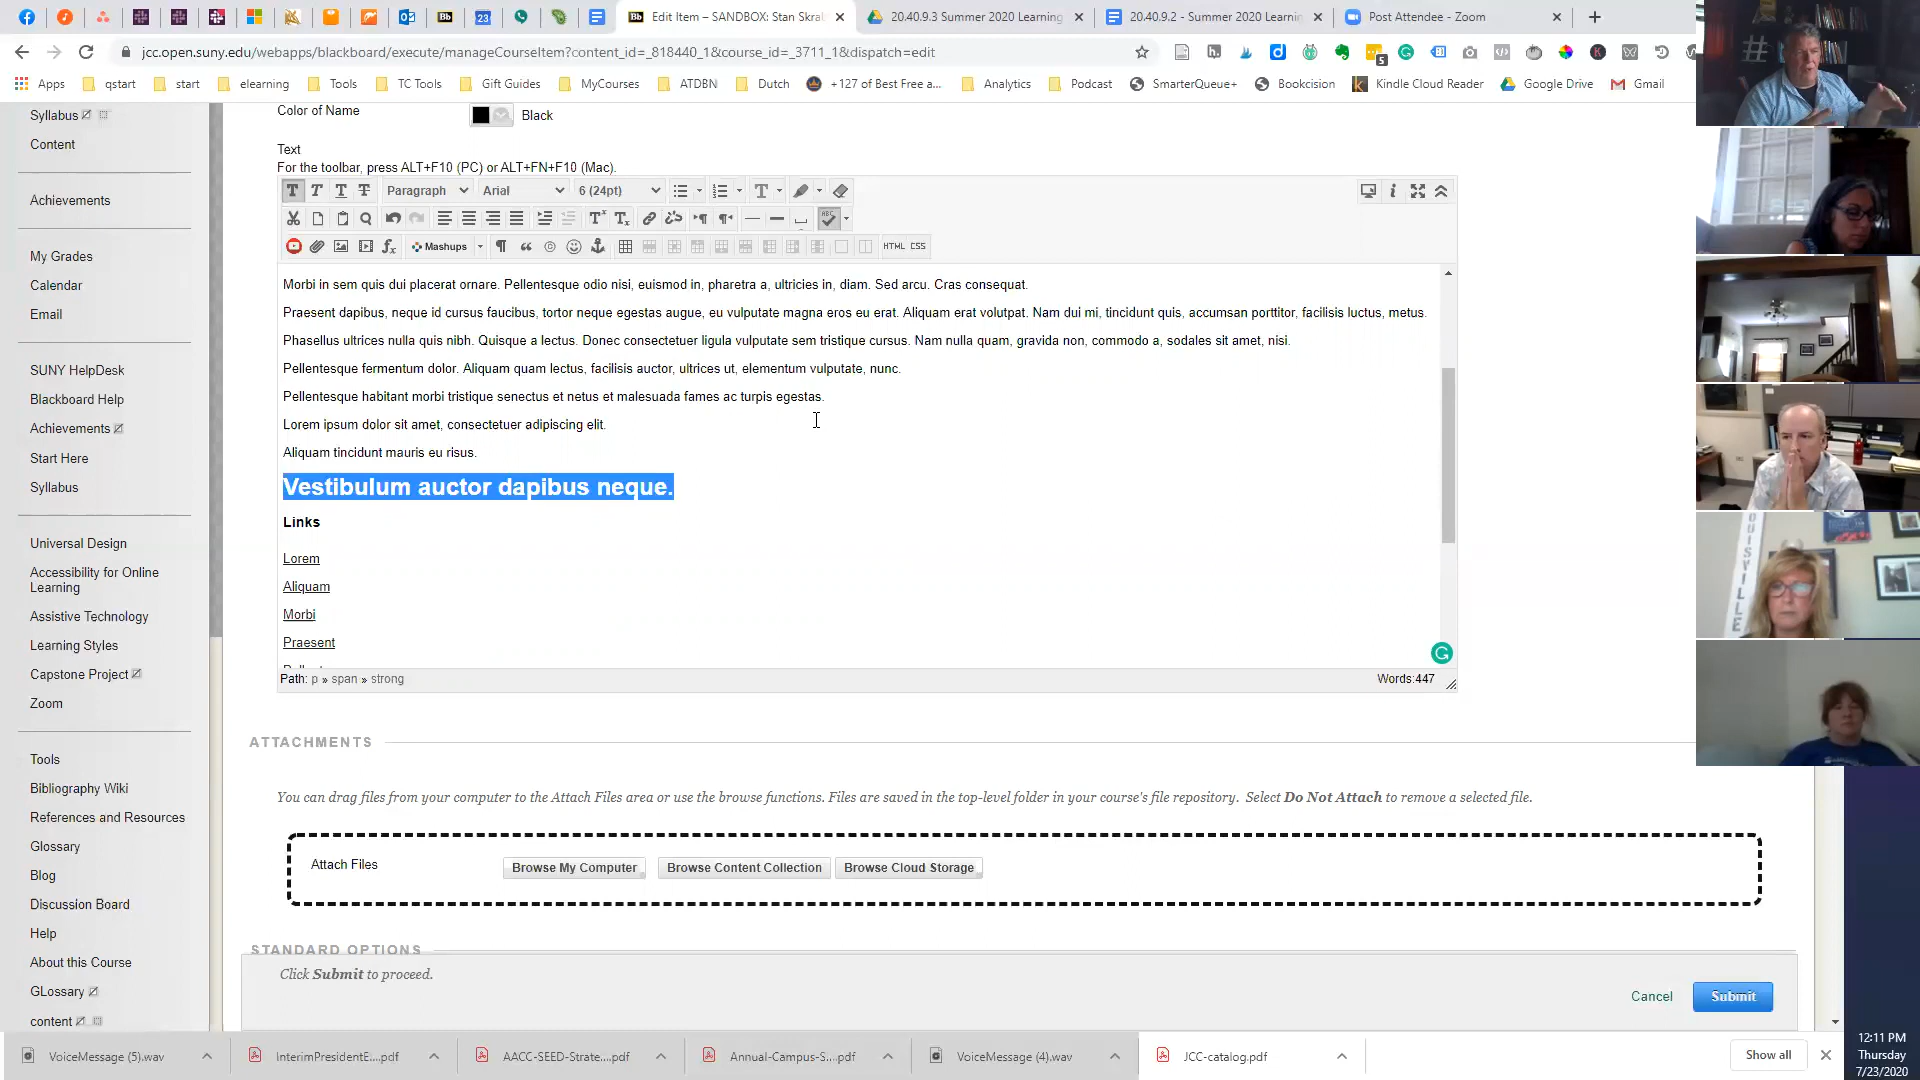 Edit Item – SANDBOX: Stan Skral
20.40.9.3 Summer 2020 Learning
20.40.9.2 - Summer 2020 Learnin
Post Attendee - Zoom
jcc.open.suny.edu/webapps/blackboard/execute/manageCourseItem?content_id=_818440_1&course_id=_3711_1&dispatch=edit
Apps
qstart
start
elearning
Tools
TC Tools
Gift Guides
MyCourses
ATDBN
Dutch
+127 of Best Free a...
Analytics
Podcast
SmarterQueue+
Bookcision
Kindle Cloud Reader
Google Drive
Gmail
Syllabus
Content
Achievements
My Grades
Calendar
Email
SUNY HelpDesk
Blackboard Help
Achievements
Start Here
Syllabus
Universal Design
Accessibility for Online
Learning
Assistive Technology
Learning Styles
Capstone Project
Zoom
Tools
Bibliography Wiki
References and Resources
Glossary
Blog
Discussion Board
Help
About this Course
GLossary
content
Color of Name
Black
Text
For the toolbar, press ALT+F10 (PC) or ALT+FN+F10 (Mac).
Paragraph
Arial
6 (24pt)
Mashups
HTML CSS
Morbi in sem quis dui placerat ornare. Pellentesque odio nisi, euismod in, pharetra a, ultricies in, diam. Sed arcu. Cras consequat.
Praesent dapibus, neque id cursus faucibus, tortor neque egestas augue, eu vulputate magna eros eu erat. Aliquam erat volutpat. Nam dui mi, tincidunt quis, accumsan porttitor, facilisis luctus, metus.
Phasellus ultrices nulla quis nibh. Quisque a lectus. Donec consectetuer ligula vulputate sem tristique cursus. Nam nulla quam, gravida non, commodo a, sodales sit amet, nisi.
Pellentesque fermentum dolor. Aliquam quam lectus, facilisis auctor, ultrices ut, elementum vulputate, nunc.
Pellentesque habitant morbi tristique senectus et netus et malesuada fames ac turpis egestas.
Lorem ipsum dolor sit amet, consectetuer adipiscing elit.
Aliquam tincidunt mauris eu risus.
Vestibulum auctor dapibus neque.
Links
Lorem
Aliquam
Morbi
Praesent
Path: p » span » strong
Words:447
ATTACHMENTS
You can drag files from your computer to the Attach Files area or use the browse functions. Files are saved in the top-level folder in your course's file repository. Select Do Not Attach to remove a selected file.
Attach Files
Browse My Computer
Browse Content Collection
Browse Cloud Storage
STANDARD OPTIONS
Click Submit to proceed.
Cancel
Submit
VoiceMessage (5).wav
InterimPresidentE....pdf
AACC-SEED-Strate....pdf
Annual-Campus-S....pdf
VoiceMessage (4).wav
JCC-catalog.pdf
Show all
12:11 PM
Thursday
7/23/2020